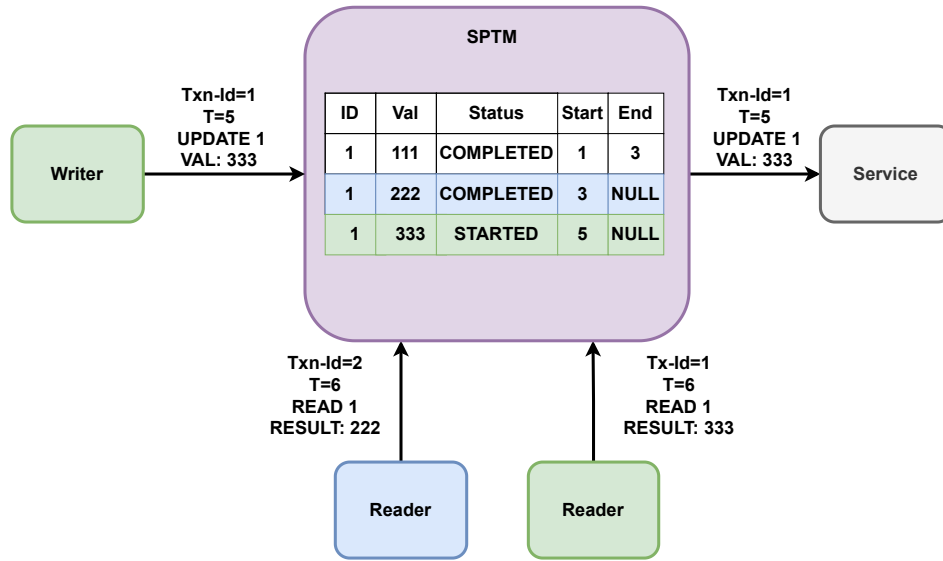 SPTM
Txn-Id=1
T=5
UPDATE 1
VAL: 333
Writer
ID Val Status Start End
1 111 COMPLETED 1 3
1 222 COMPLETED 3 NULL
1 333 STARTED 5 NULL
Txn-Id=1
T=5
UPDATE 1
VAL: 333
Service
Txn-Id=2
T=6
READ 1
RESULT: 222
Tx-Id=1
T=6
READ 1
RESULT: 333
Reader
Reader